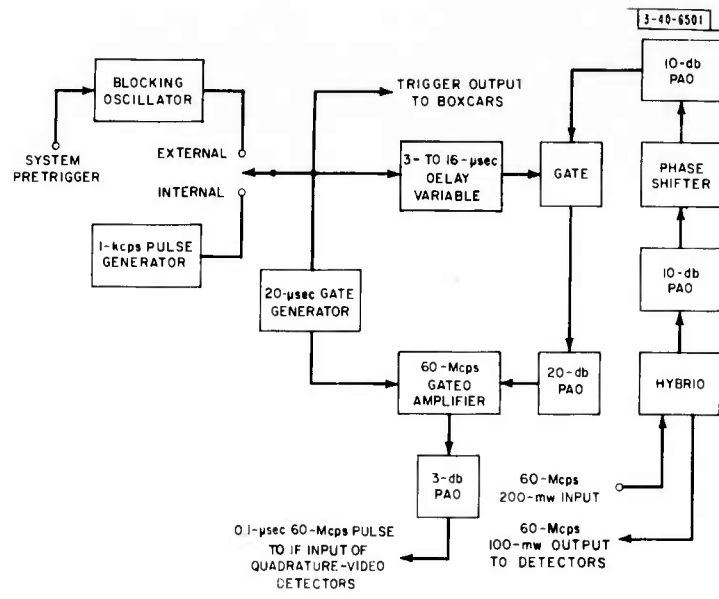 3-40-6501
BLOCKING
OSCILLATOR
SYSTEM
PRETRIGGER
EXTERNAL
INTERNAL
1-kcps PULSE
GENERATOR
TRIGGER OUTPUT
TO BOXCARS
3- TO 16-μsec
OELAY
VARIABLE
GATE
10-db
PAO
PHASE
SHIFTER
10-db
PAO
HYBRIO
20-μsec GATE
GENERATOR
60-Mcps
GATEO
AMPLIFIER
20-db
PAO
3-db
PAO
60-Mcps
200-mw INPUT
60-Mcps
100-mw OUTPUT
TO DETECTORS
0.1-μsec 60-Mcps PULSE
TO IF INPUT OF
QUADRATURE-VIDEO
DETECTORS